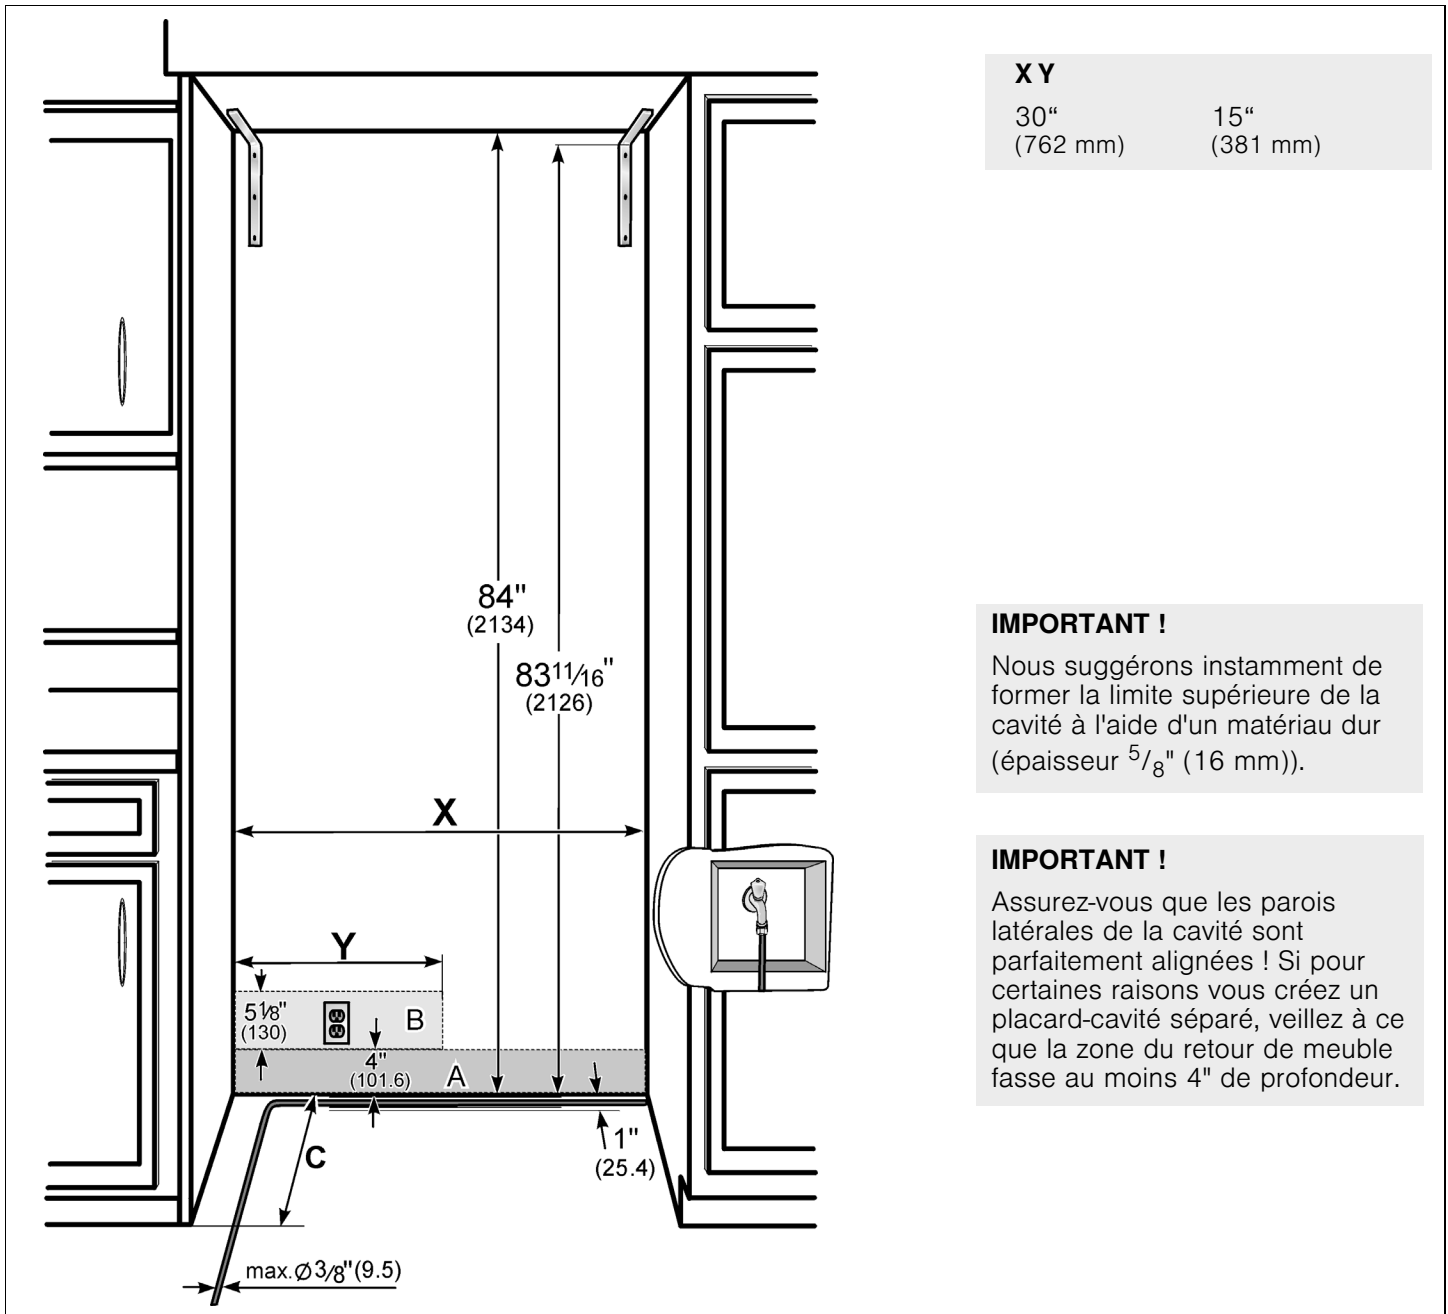 X Y
30“ 15“
(762 mm) (381 mm)
84"
(2134)
83 11/16"
(2126)
X
Y
5 1/8"
(130)
B
4"
(101.6)
A
C
1"
(25.4)
max. Ø 3/8" (9.5)
IMPORTANT !
Nous suggérons instamment de
former la limite supérieure de la
cavité à l'aide d'un matériau dur
(épaisseur 5/8" (16 mm)).
IMPORTANT !
Assurez-vous que les parois
latérales de la cavité sont
parfaitement alignées ! Si pour
certaines raisons vous créez un
placard-cavité séparé, veillez à ce
que la zone du retour de meuble
fasse au moins 4" de profondeur.